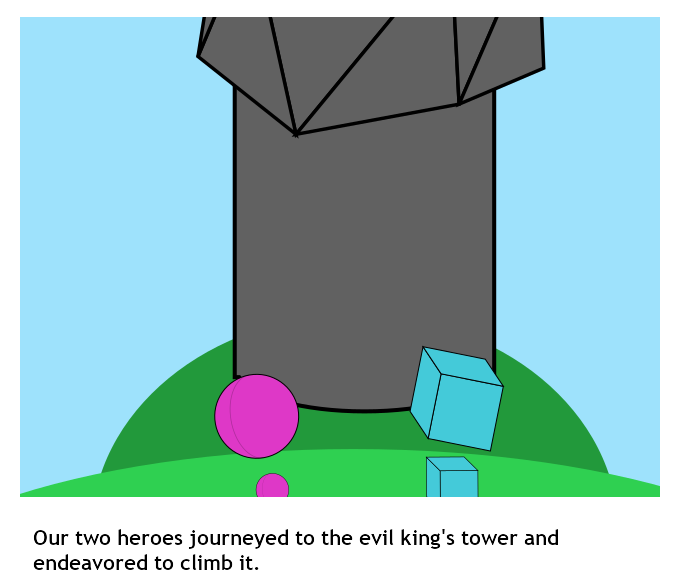 Our two heroes journeyed to the evil king's tower and
endeavored to climb it.